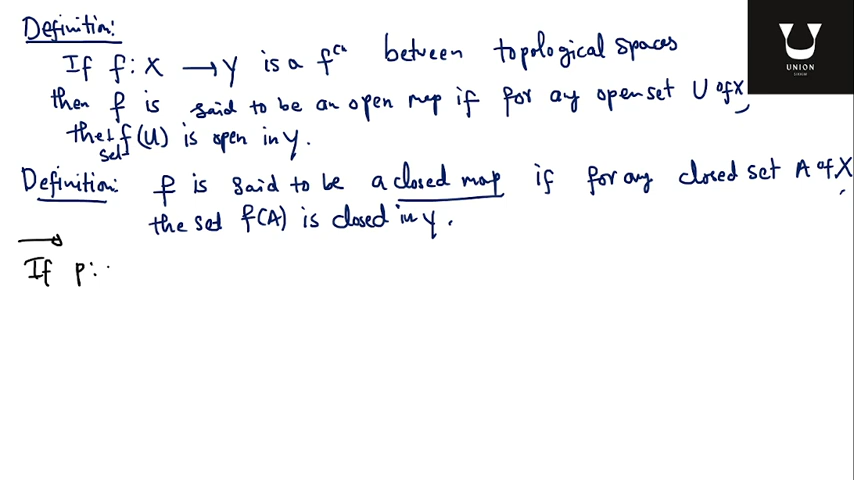 Definition:
If f: X → Y is a fcn between topological spaces
then f is said to be an open map if for any open set U of X,
the set f(U) is open in Y.
Definition: f is said to be a closed map if for any closed set A of X,
the set f(A) is closed in Y.
→
If p:
UNION